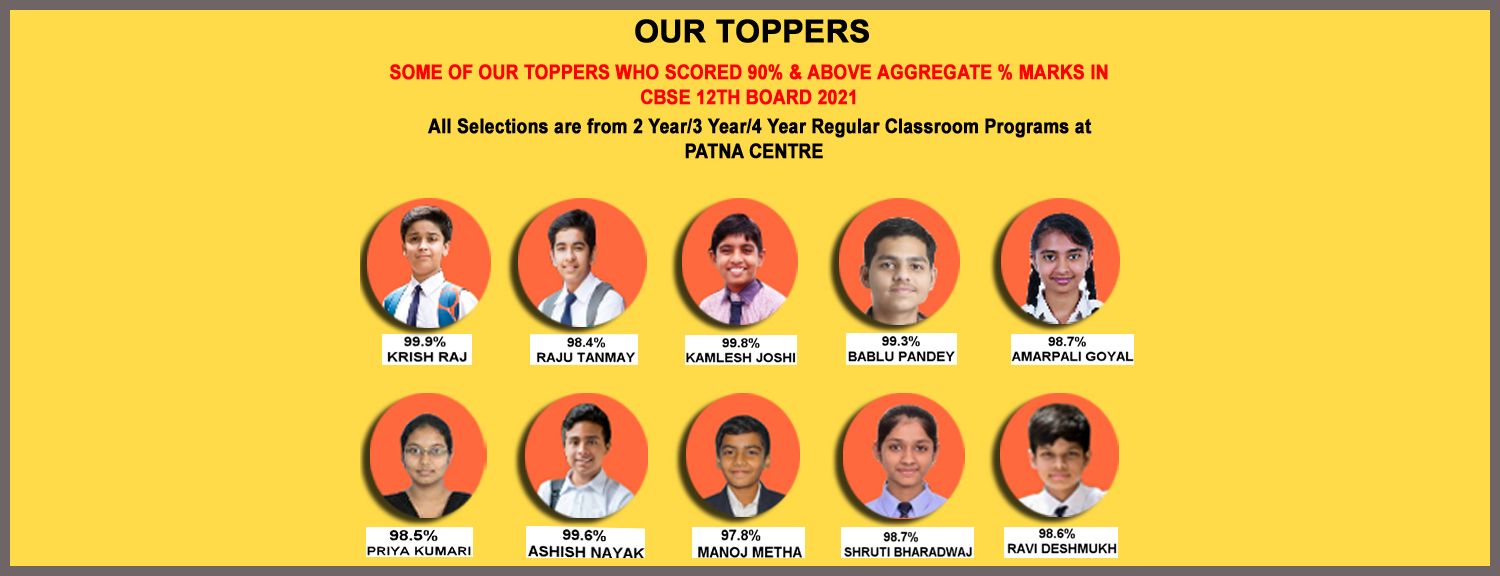 OUR TOPPERS
SOME OF OUR TOPPERS WHO SCORED 90% & ABOVE AGGREGATE % MARKS IN
CBSE 12TH BOARD 2021
All Selections are from 2 Year/3 Year/4 Year Regular Classroom Programs at
PATNA CENTRE
99.9%
KRISH RAJ
98.4%
RAJU TANMAY
99.8%
KAMLESH JOSHI
99.3%
BABLU PANDEY
98.7%
AMARPALI GOYAL
98.5%
PRIYA KUMARI
99.6%
ASHISH NAYAK
97.8%
MANOJ METHA
98.7%
SHRUTI BHARADWAJ
98.6%
RAVI DESHMUKH